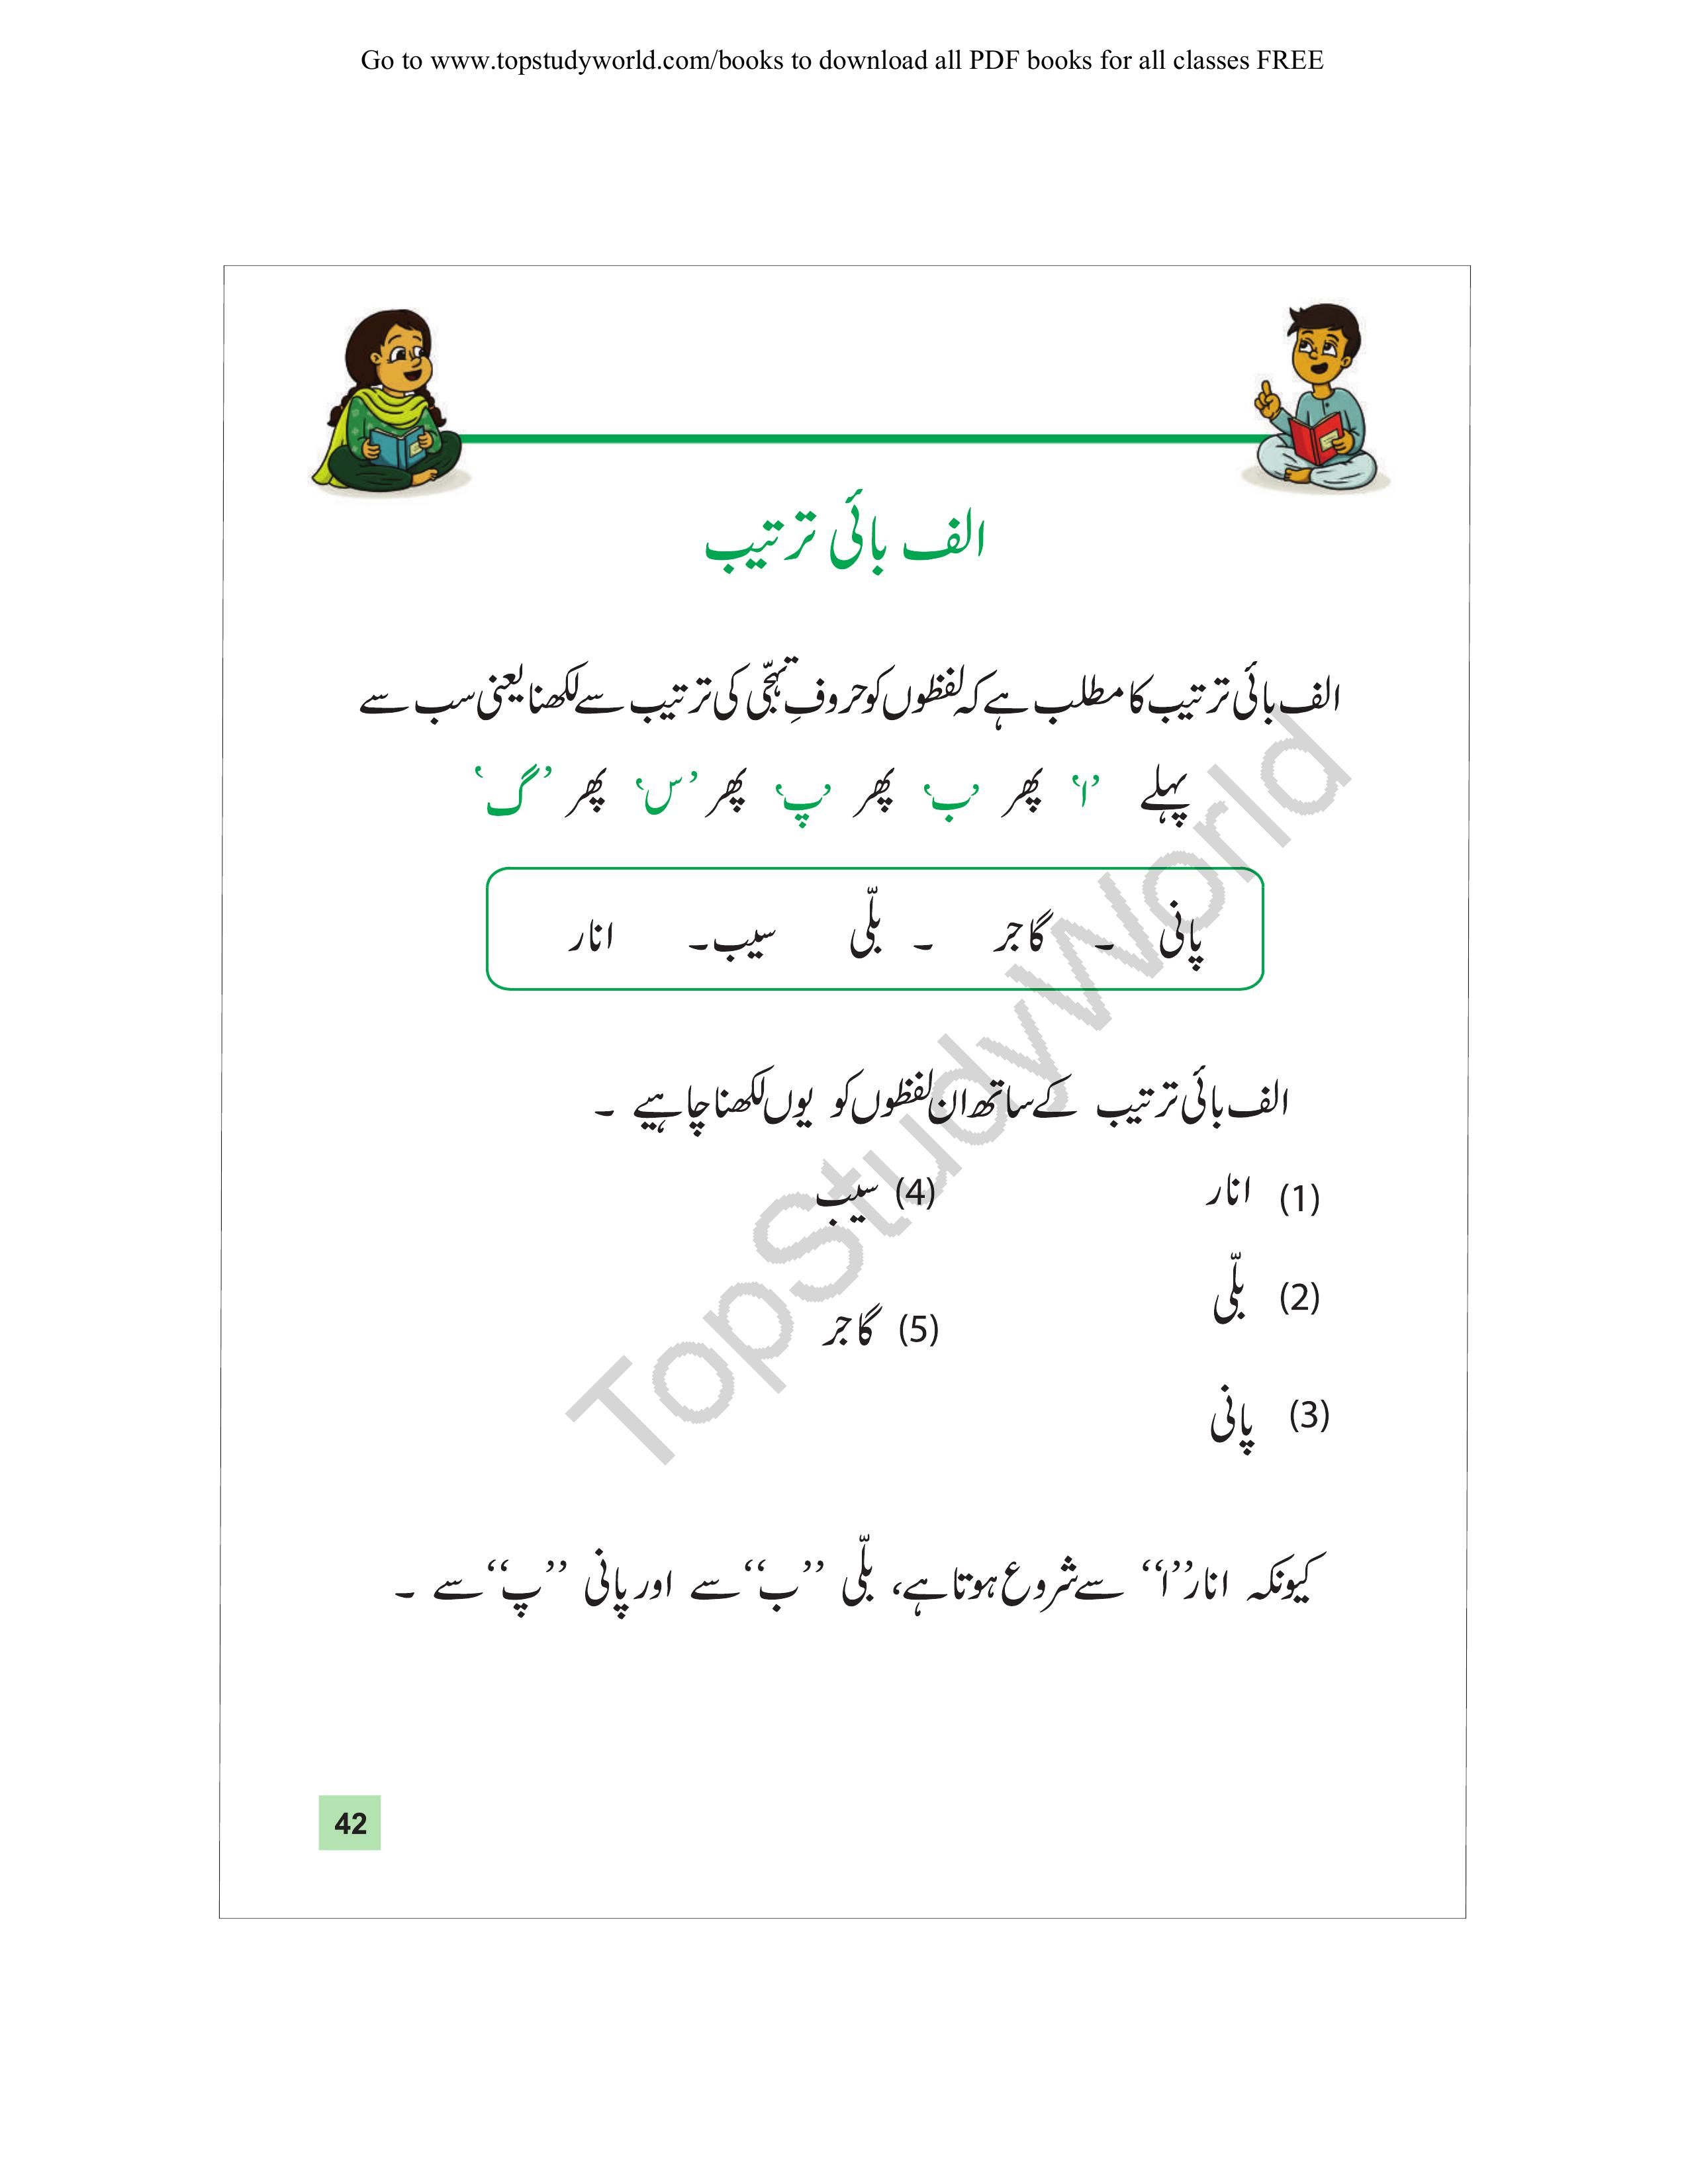 Go to www.topstudyworld.com/books to download all PDF books for all classes FREE
الف بائی ترتیب
الف بائی ترتیب کا مطلب ہے کہ لفظوں کو حروفِ تہجّی کی ترتیب سے لکھنا یعنی سب سے
پہلے ’ا‘ پھر ’ب‘ پھر ’پ‘ پھر ’س‘ پھر ’گ‘
پانی ۔ گاجر ۔ بلّی سیب۔ انار
الف بائی ترتیب کے ساتھ ان لفظوں کو یوں لکھنا چاہیے ۔
(1) انار (4) سیب
(2) بلّی
(5) گاجر
(3) پانی
کیونکہ انار ’’ا‘‘ سے شروع ہوتا ہے، بلّی ’’ب‘‘ سے اور پانی ’’پ‘‘ سے ۔
42
TopStudyWorld